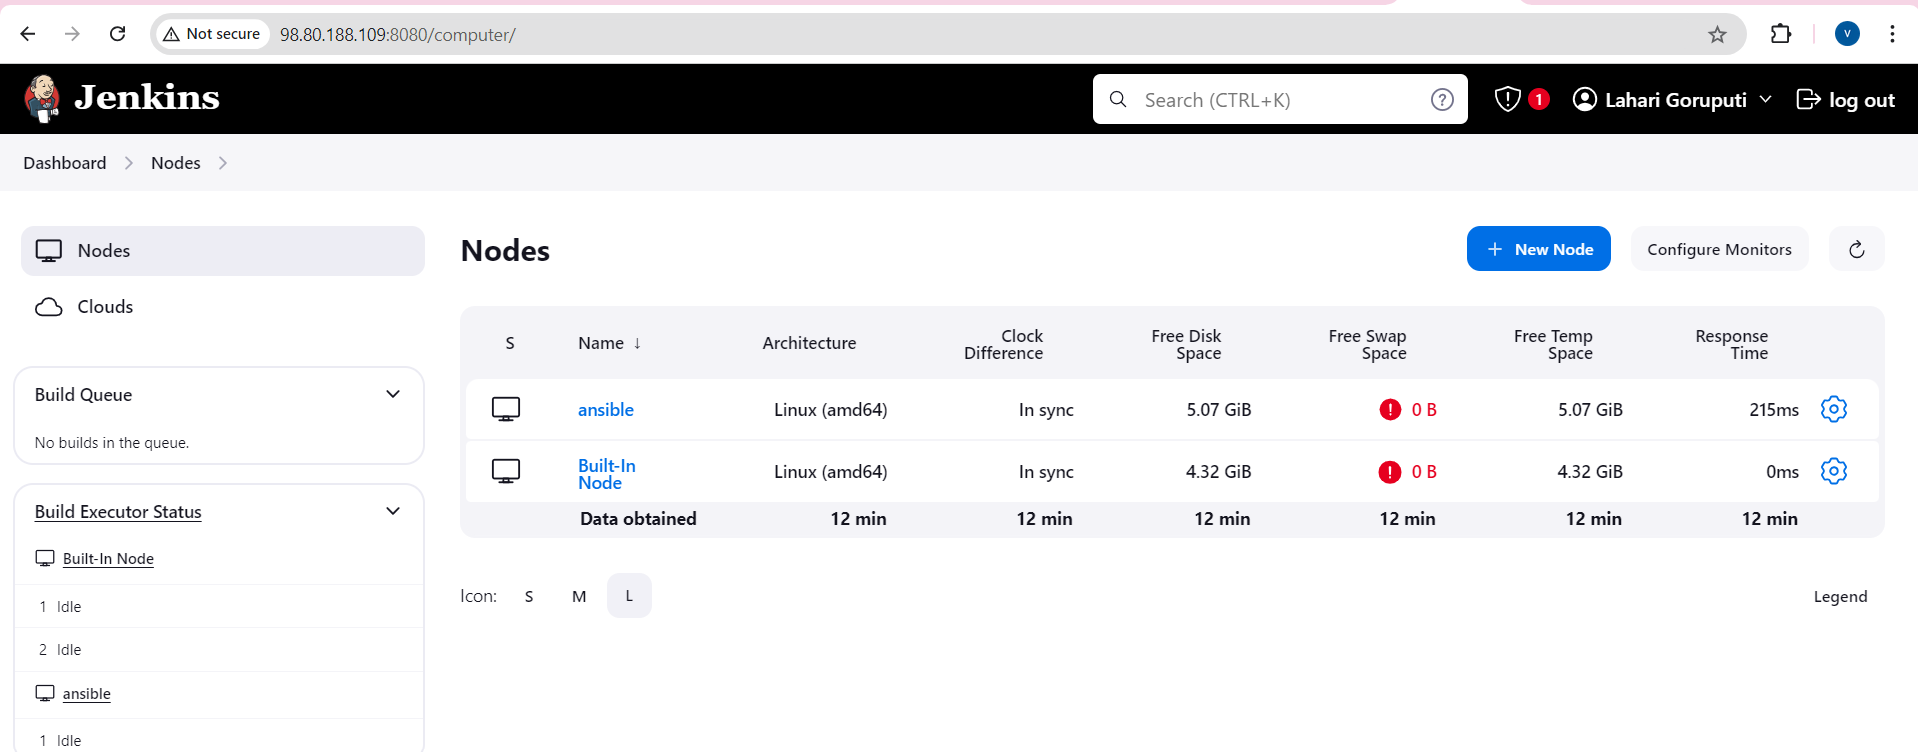 Not secure 98.80.188.109:8080/computer/ V
Jenkins Search (CTRL+K) ? 1 Lahari Goruputi log out
Dashboard Nodes
Nodes
Clouds
Build Queue
No builds in the queue.
Build Executor Status
Built-In Node
1 Idle
2 Idle
ansible
1 Idle
Nodes + New Node Configure Monitors
S Name ↓ Architecture Clock Difference Free Disk Space Free Swap Space Free Temp Space Response Time
ansible Linux (amd64) In sync 5.07 GiB ! 0 B 5.07 GiB 215ms
Built-In Node Linux (amd64) In sync 4.32 GiB ! 0 B 4.32 GiB 0ms
Data obtained 12 min 12 min 12 min 12 min 12 min 12 min
Icon: S M L Legend